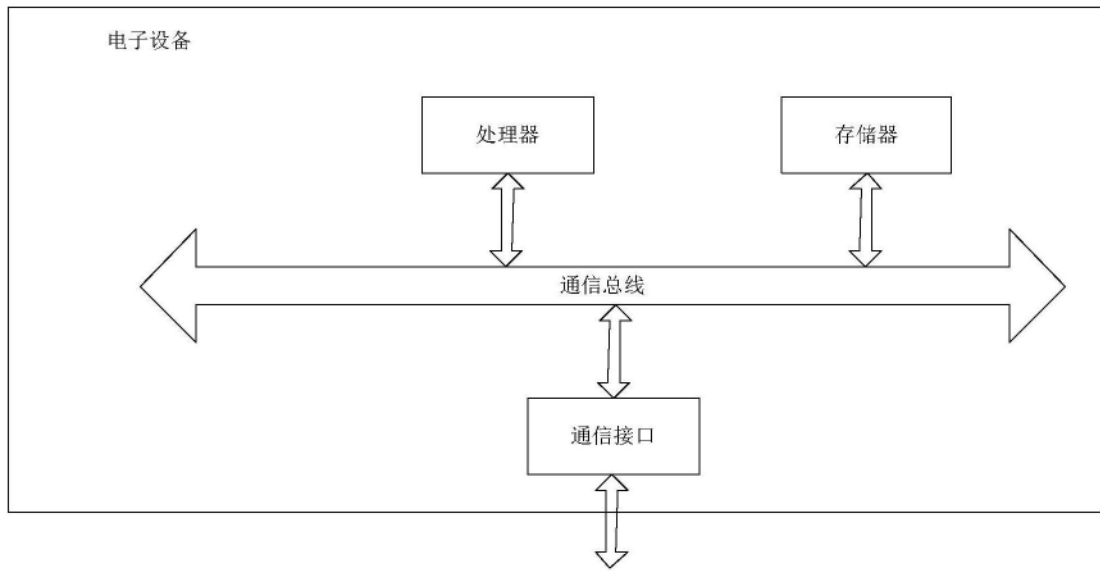 电子设备
处理器
存储器
通信总线
通信接口